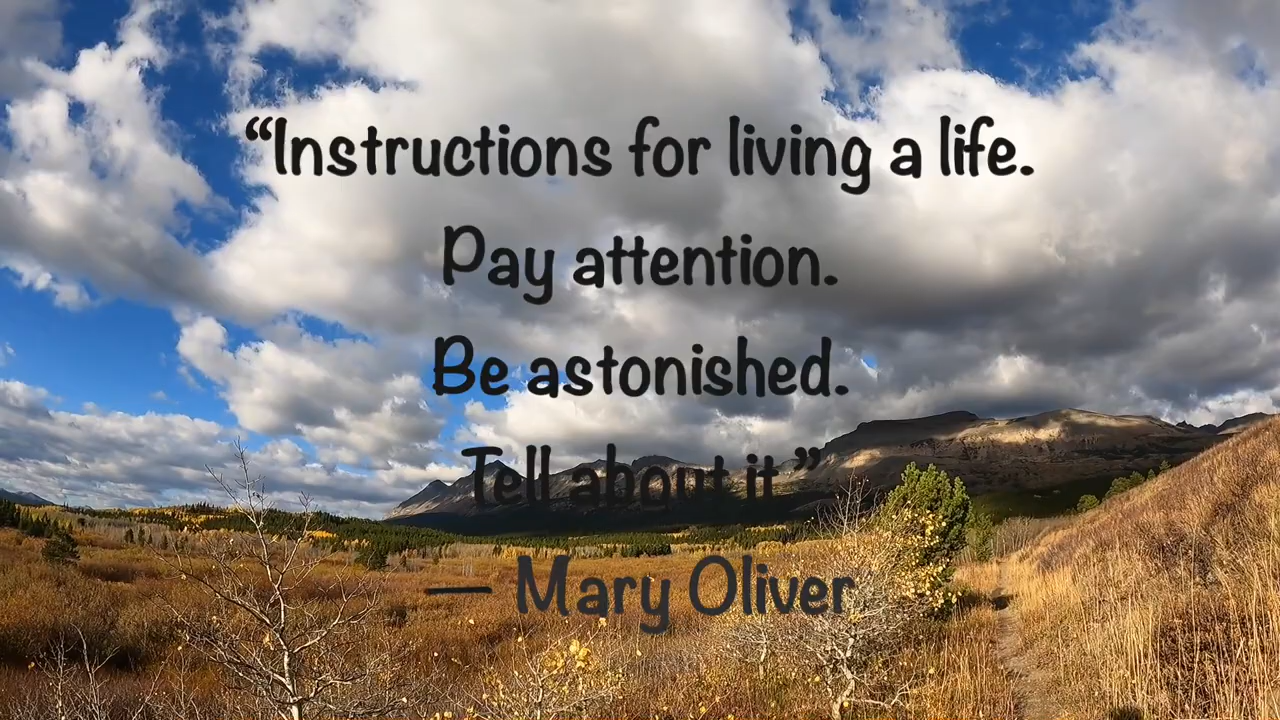 “Instructions for living a life.
Pay attention.
Be astonished.
Tell about it.”
— Mary Oliver